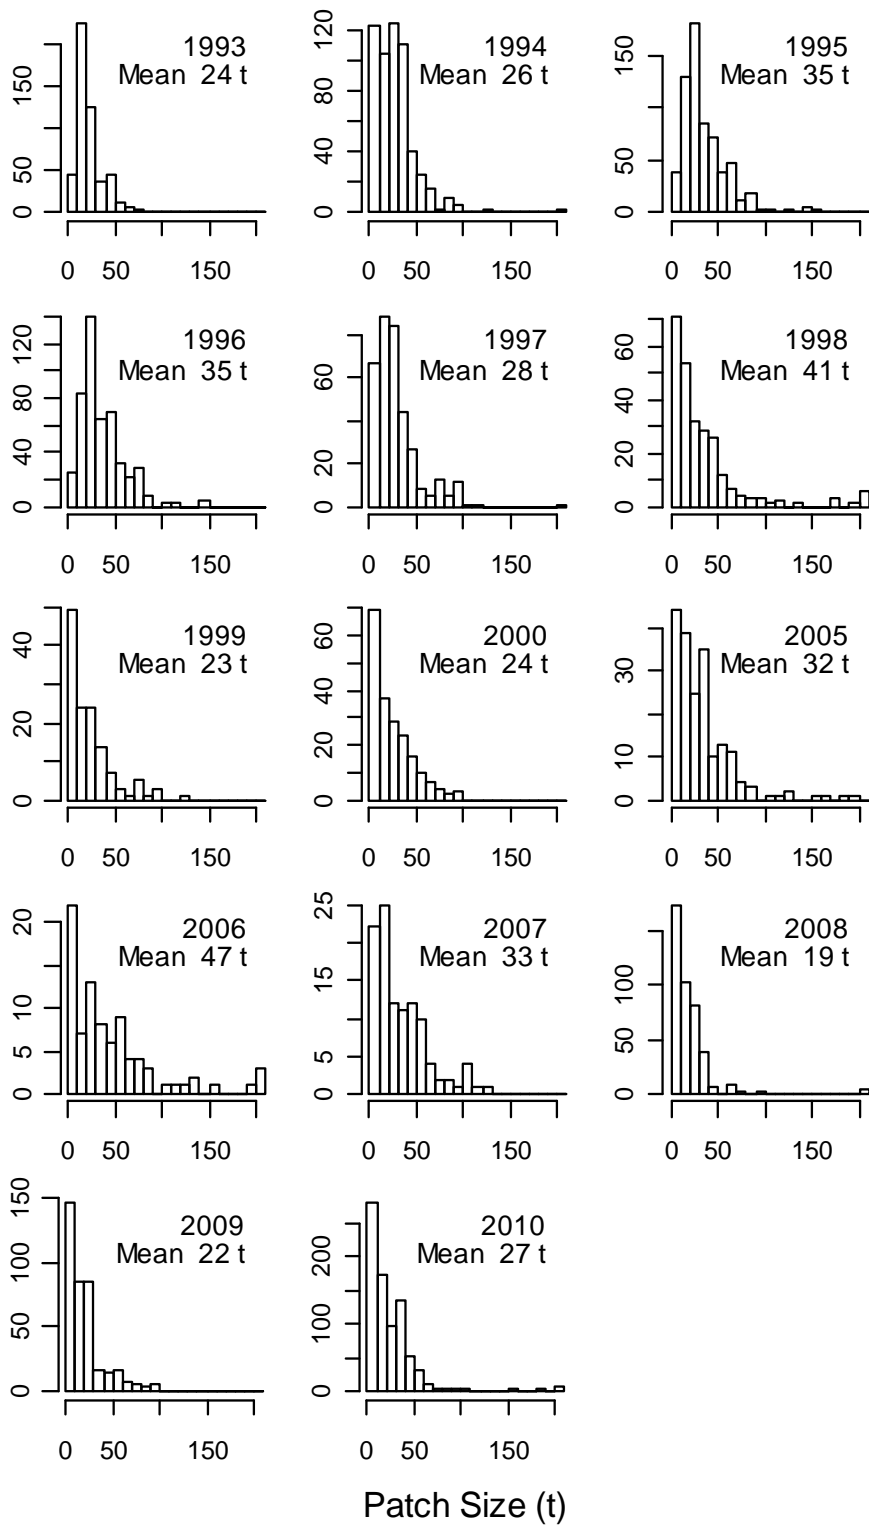 1993
Mean 24 t
0 50 150
0 50 150
1994
Mean 26 t
0 40 80 120
0 50 150
1995
Mean 35 t
0 50 150
0 50 150
1996
Mean 35 t
0 40 80 120
0 50 150
1997
Mean 28 t
0 20 60
0 50 150
1998
Mean 41 t
0 20 40 60
0 50 150
1999
Mean 23 t
0 20 40
0 50 150
2000
Mean 24 t
0 20 40 60
0 50 150
2005
Mean 32 t
0 10 30
0 50 150
2006
Mean 47 t
0 5 10 20
0 50 150
2007
Mean 33 t
0 5 15 25
0 50 150
2008
Mean 19 t
0 50 100
0 50 150
2009
Mean 22 t
0 50 100 150
0 50 150
2010
Mean 27 t
0 100 200
0 50 150
Patch Size (t)